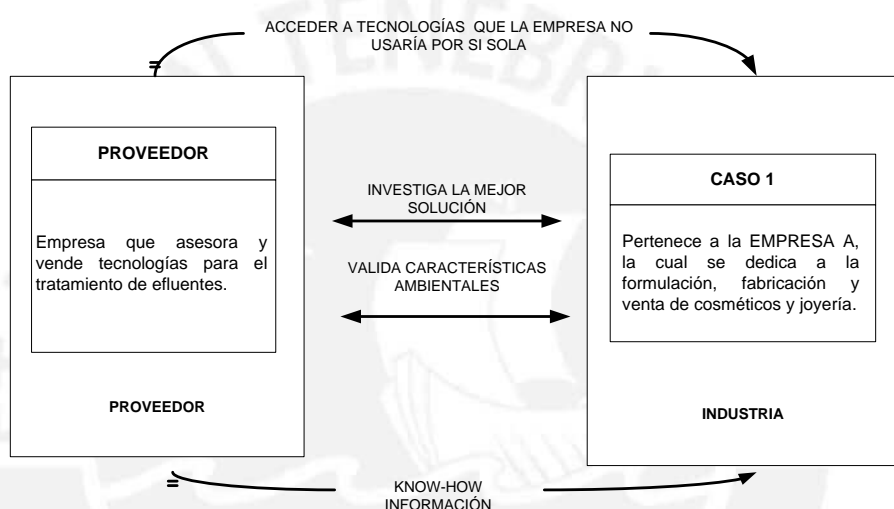 ACCEDER A TECNOLOGÍAS QUE LA EMPRESA NO
USARÍA POR SI SOLA
PROVEEDOR
Empresa que asesora y
vende tecnologías para el
tratamiento de efluentes.
PROVEEDOR
INVESTIGA LA MEJOR
SOLUCIÓN
VALIDA CARACTERÍSTICAS
AMBIENTALES
CASO 1
Pertenece a la EMPRESA A,
la cual se dedica a la
formulación, fabricación y
venta de cosméticos y joyería.
INDUSTRIA
KNOW-HOW
INFORMACIÓN